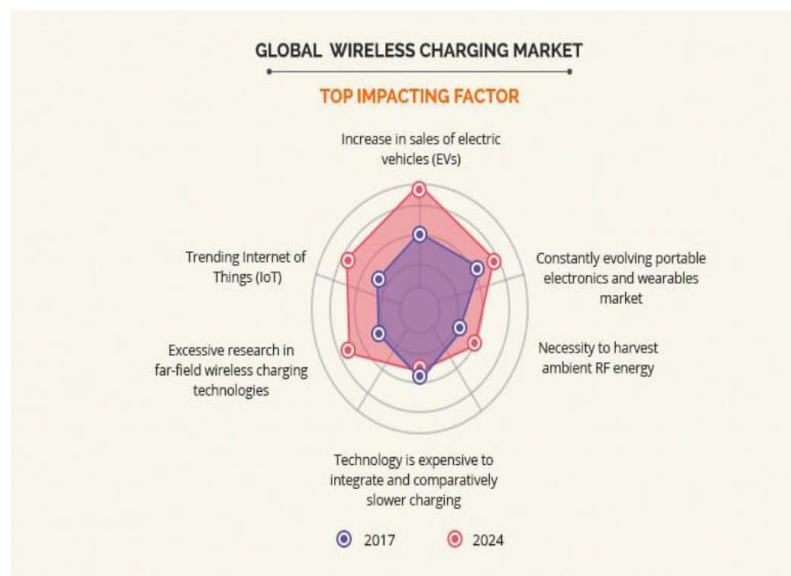 GLOBAL WIRELESS CHARGING MARKET
TOP IMPACTING FACTOR
Increase in sales of electric
vehicles (EVs)
Trending Internet of
Things (IoT)
Constantly evolving portable
electronics and wearables
market
Excessive research in
far-field wireless charging
technologies
Necessity to harvest
ambient RF energy
Technology is expensive to
integrate and comparatively
slower charging
2017 2024